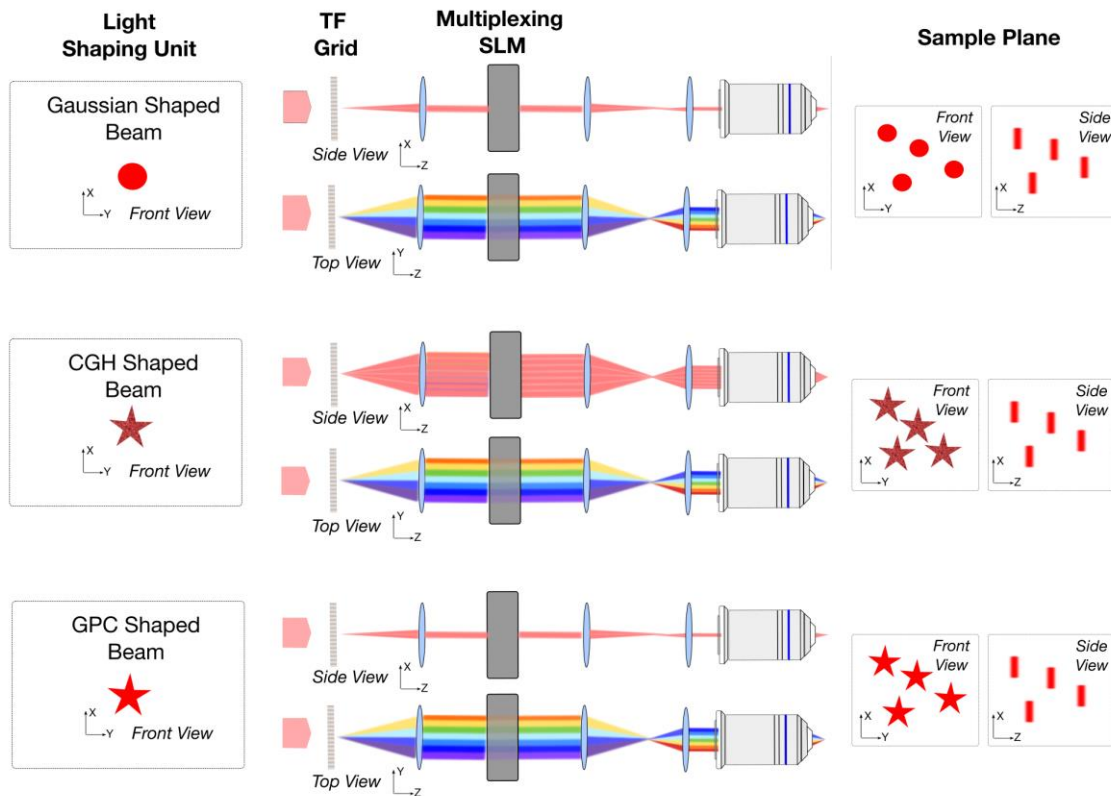 Light
Shaping Unit
TF
Grid
Multiplexing
SLM
Sample Plane
Gaussian Shaped
Beam
X
Y
Front View
Side View
X
Z
Top View
Y
Z
Front
View
X
Y
Side
View
X
Z
CGH Shaped
Beam
X
Y
Front View
Side View
X
Z
Top View
Y
Z
Front
View
X
Y
Side
View
X
Z
GPC Shaped
Beam
X
Y
Front View
Side View
X
Z
Top View
Y
Z
Front
View
X
Y
Side
View
X
Z